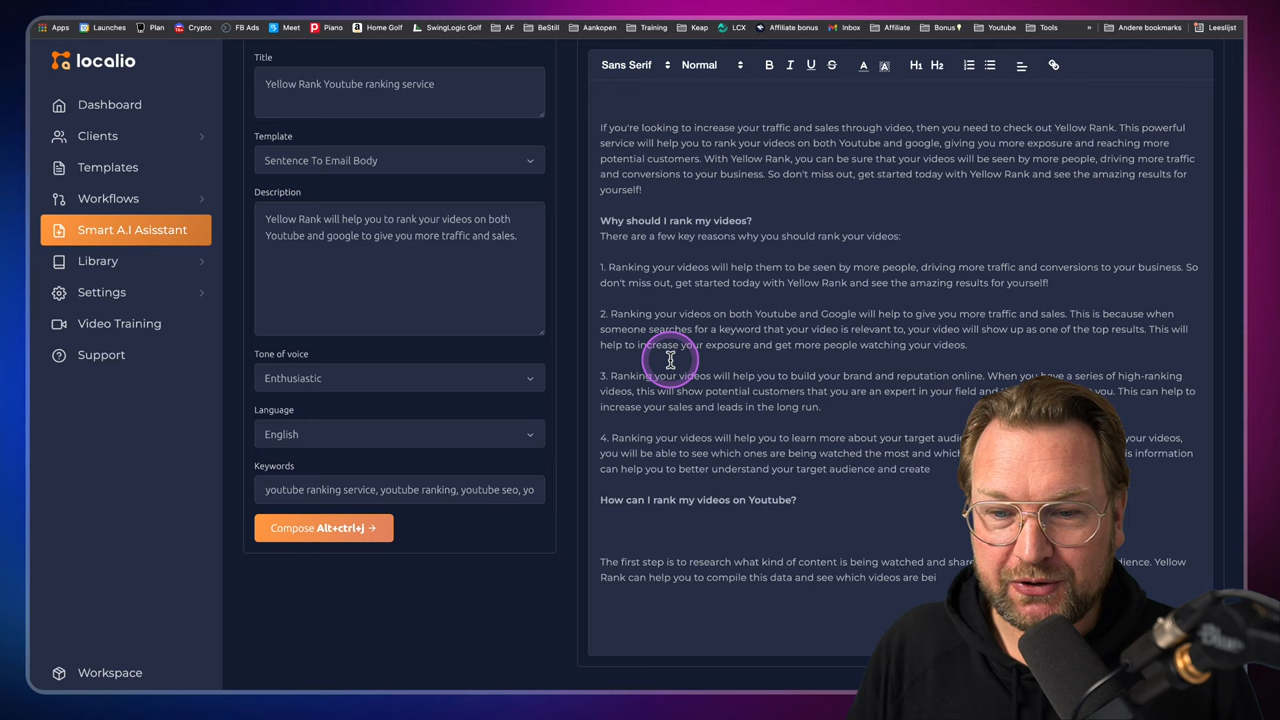 Apps Launches Plan Crypto FB Ads Meet Piano Home Golf SwingLogic Golf AF BeStill Aankopen Training Keap LCX Affiliate bonus Inbox Affiliate Bonus Youtube Tools » Andere bookmarks Leeslijst
localio
Dashboard
Clients
Templates
Workflows
Smart A.I Asisstant
Library
Settings
Video Training
Support
Workspace
Title
Yellow Rank Youtube ranking service
Template
Sentence To Email Body
Description
Yellow Rank will help you to rank your videos on both
Youtube and google to give you more traffic and sales.
Tone of voice
Enthusiastic
Language
English
Keywords
youtube ranking service, youtube ranking, youtube seo, yo
Compose Alt+ctrl+j →
Sans Serif Normal B I U S A A H1 H2
If you're looking to increase your traffic and sales through video, then you need to check out Yellow Rank. This powerful
service will help you to rank your videos on both Youtube and google, giving you more exposure and reaching more
potential customers. With Yellow Rank, you can be sure that your videos will be seen by more people, driving more traffic
and conversions to your business. So don't miss out, get started today with Yellow Rank and see the amazing results for
yourself!
Why should I rank my videos?
There are a few key reasons why you should rank your videos:
1. Ranking your videos will help them to be seen by more people, driving more traffic and conversions to your business. So
don't miss out, get started today with Yellow Rank and see the amazing results for yourself!
2. Ranking your videos on both Youtube and Google will help to give you more traffic and sales. This is because when
someone searches for a keyword that your video is relevant to, your video will show up as one of the top results. This will
help to increase your exposure and get more people watching your videos.
3. Ranking your videos will help you to build your brand and reputation online. When you have a series of high-ranking
videos, this will show potential customers that you are an expert in your field and you. This can help to
increase your sales and leads in the long run.
4. Ranking your videos will help you to learn more about your target audi your videos,
you will be able to see which ones are being watched the most and which is information
can help you to better understand your target audience and create
How can I rank my videos on Youtube?
The first step is to research what kind of content is being watched and shar dience. Yellow
Rank can help you to compile this data and see which videos are bei